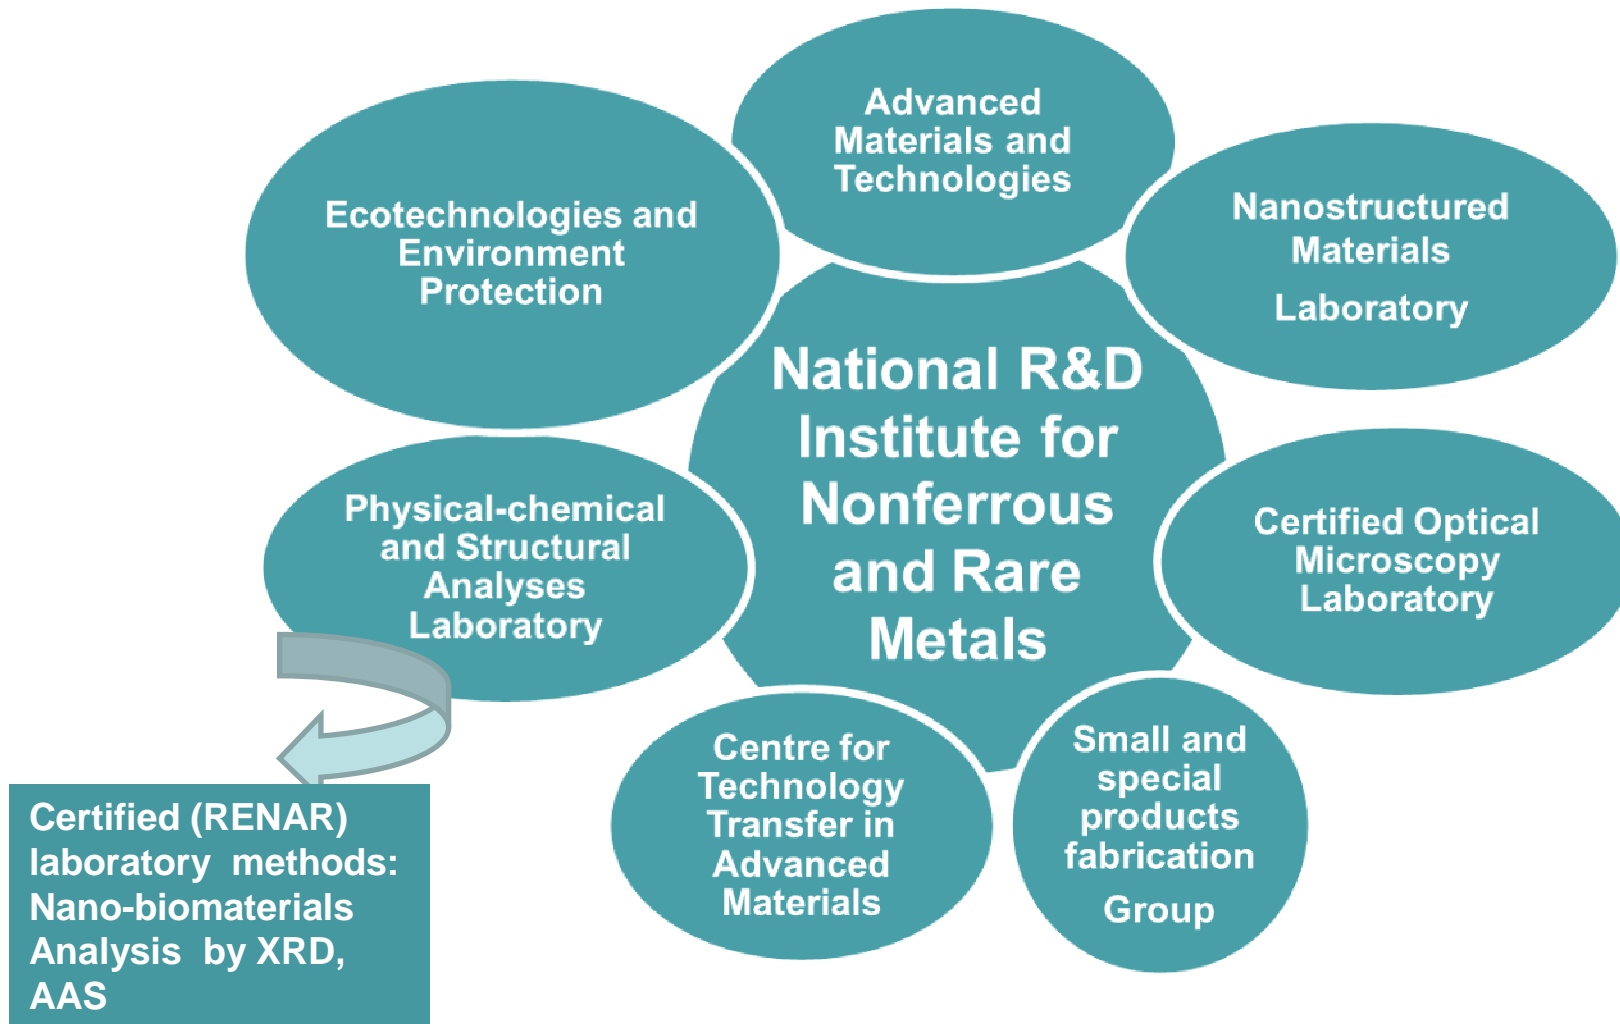 Advanced
Materials and
Technologies
Nanostructured
Materials
Laboratory
Ecotechnologies and
Environment
Protection
National R&D
Institute for
Nonferrous
and Rare
Metals
Physical-chemical
and Structural
Analyses
Laboratory
Certified Optical
Microscopy
Laboratory
Centre for
Technology
Transfer in
Advanced
Materials
Small and
special
products
fabrication
Group
Certified (RENAR)
laboratory methods:
Nano-biomaterials
Analysis by XRD,
AAS